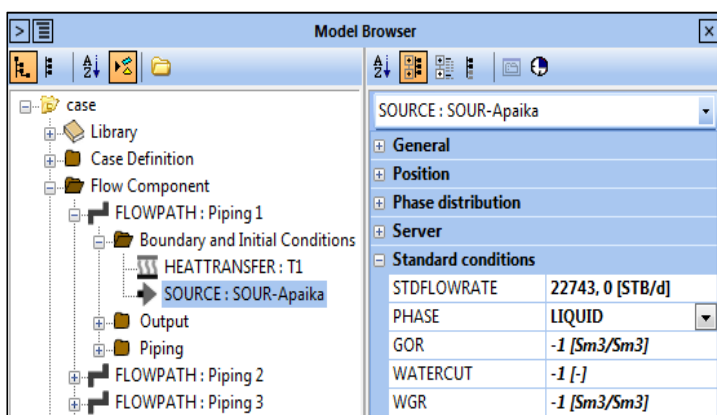 Model Browser
case
Library
Case Definition
Flow Component
FLOWPATH : Piping 1
Boundary and Initial Conditions
HEATTRANSFER : T1
SOURCE : SOUR-Apaika
Output
Piping
FLOWPATH : Piping 2
FLOWPATH : Piping 3
SOURCE : SOUR-Apaika
General
Position
Phase distribution
Server
Standard conditions
STDFLOWRATE 22743, 0 [STB/d]
PHASE LIQUID
GOR -1 [Sm3/Sm3]
WATERCUT -1 [-]
WGR -1 [Sm3/Sm3]